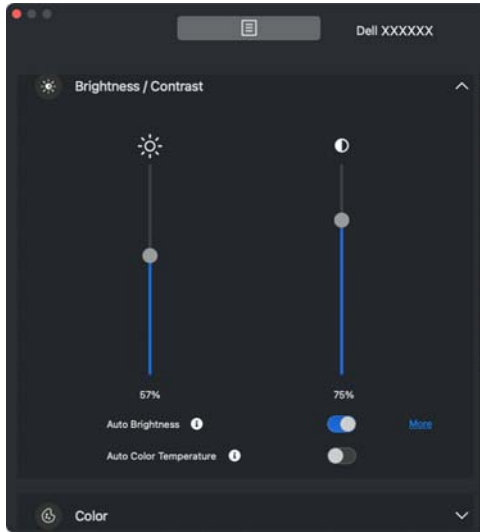 Dell XXXXXX
Brightness / Contrast
57% 75%
Auto Brightness More
Auto Color Temperature
Color